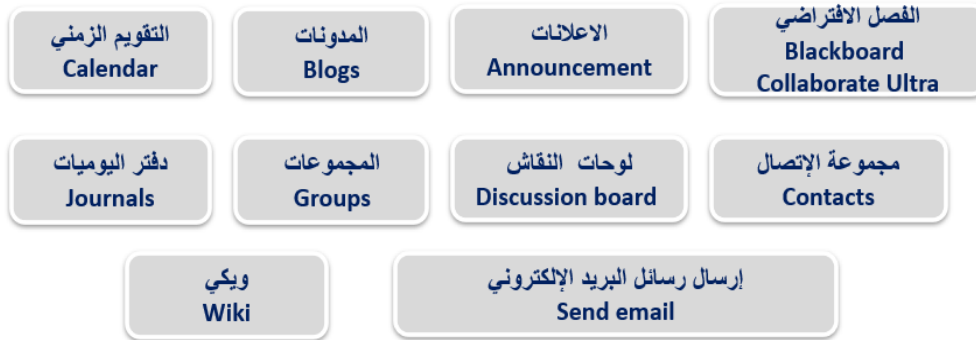 الفصل الافتراضي
Blackboard
Collaborate Ultra
الاعلانات
Announcement
المدونات
Blogs
التقويم الزمني
Calendar
مجموعة الإتصال
Contacts
لوحات النقاش
Discussion board
المجموعات
Groups
دفتر اليوميات
Journals
إرسال رسائل البريد الإلكتروني
Send email
ويكي
Wiki